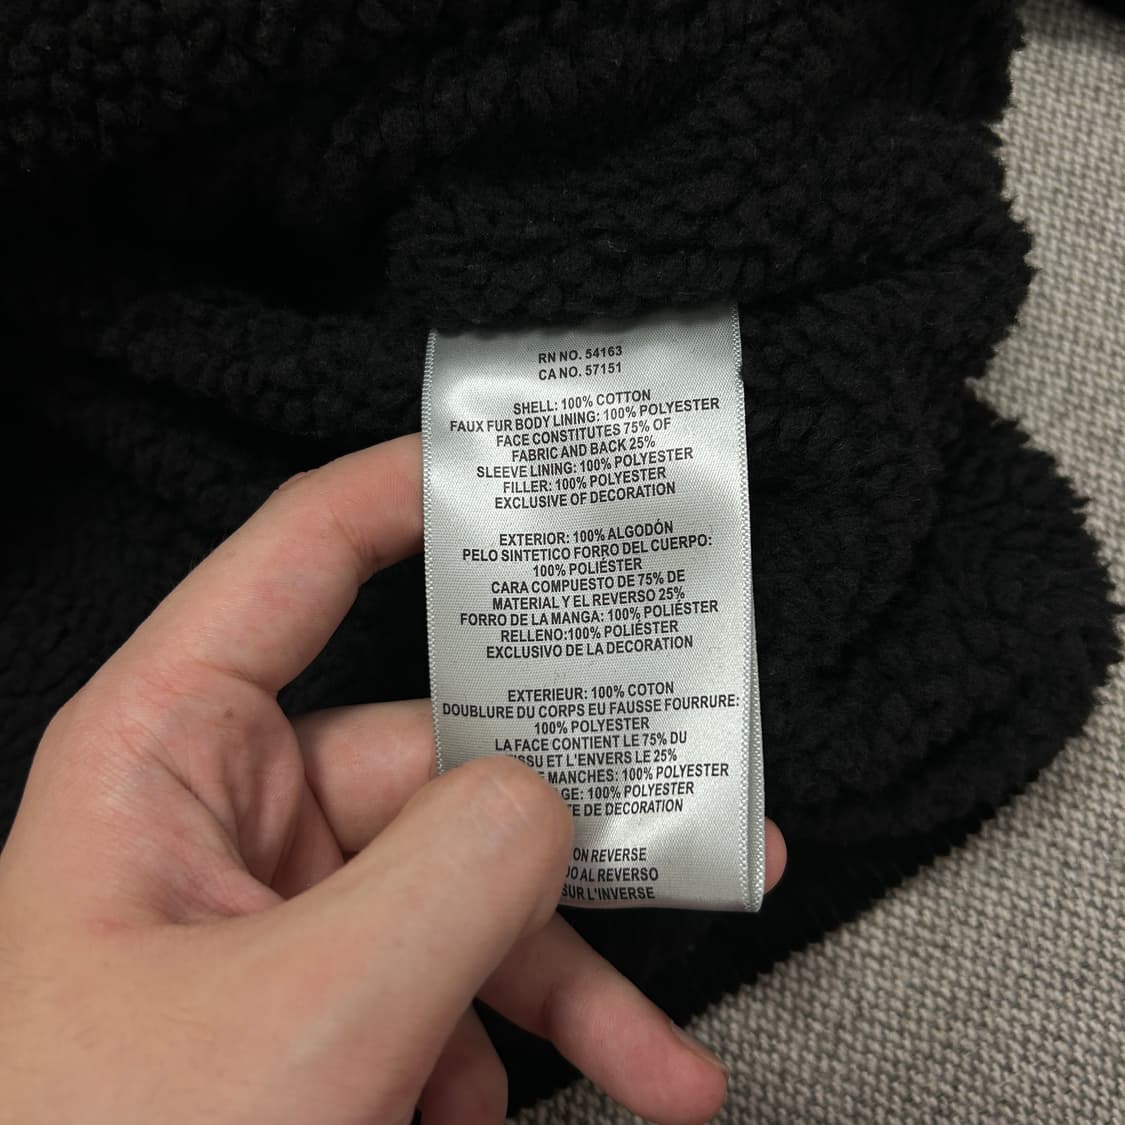 RN NO. 54163
CA NO. 57151
SHELL: 100% COTTON
FAUX FUR BODY LINING: 100% POLYESTER
FACE CONSTITUTES 75% OF
FABRIC AND BACK 25%
SLEEVE LINING: 100% POLYESTER
FILLER: 100% POLYESTER
EXCLUSIVE OF DECORATION
EXTERIOR: 100% ALGODÓN
PELO SINTETICO FORRO DEL CUERPO:
100% POLIÉSTER
CARA COMPUESTO DE 75% DE
MATERIAL Y EL REVERSO 25%
FORRO DE LA MANGA: 100% POLIÉSTER
RELLENO:100% POLIÉSTER
EXCLUSIVO DE LA DECORATION
EXTERIEUR: 100% COTON
DOUBLURE DU CORPS EU FAUSSE FOURRURE:
100% POLYESTER
LA FACE CONTIENT LE 75% DU
ET L'ENVERS LE 25%
MANCHES: 100% POLYESTER
100% POLYESTER
DE DECORATION
ON REVERSE
AL REVERSO
SUR L'INVERSE